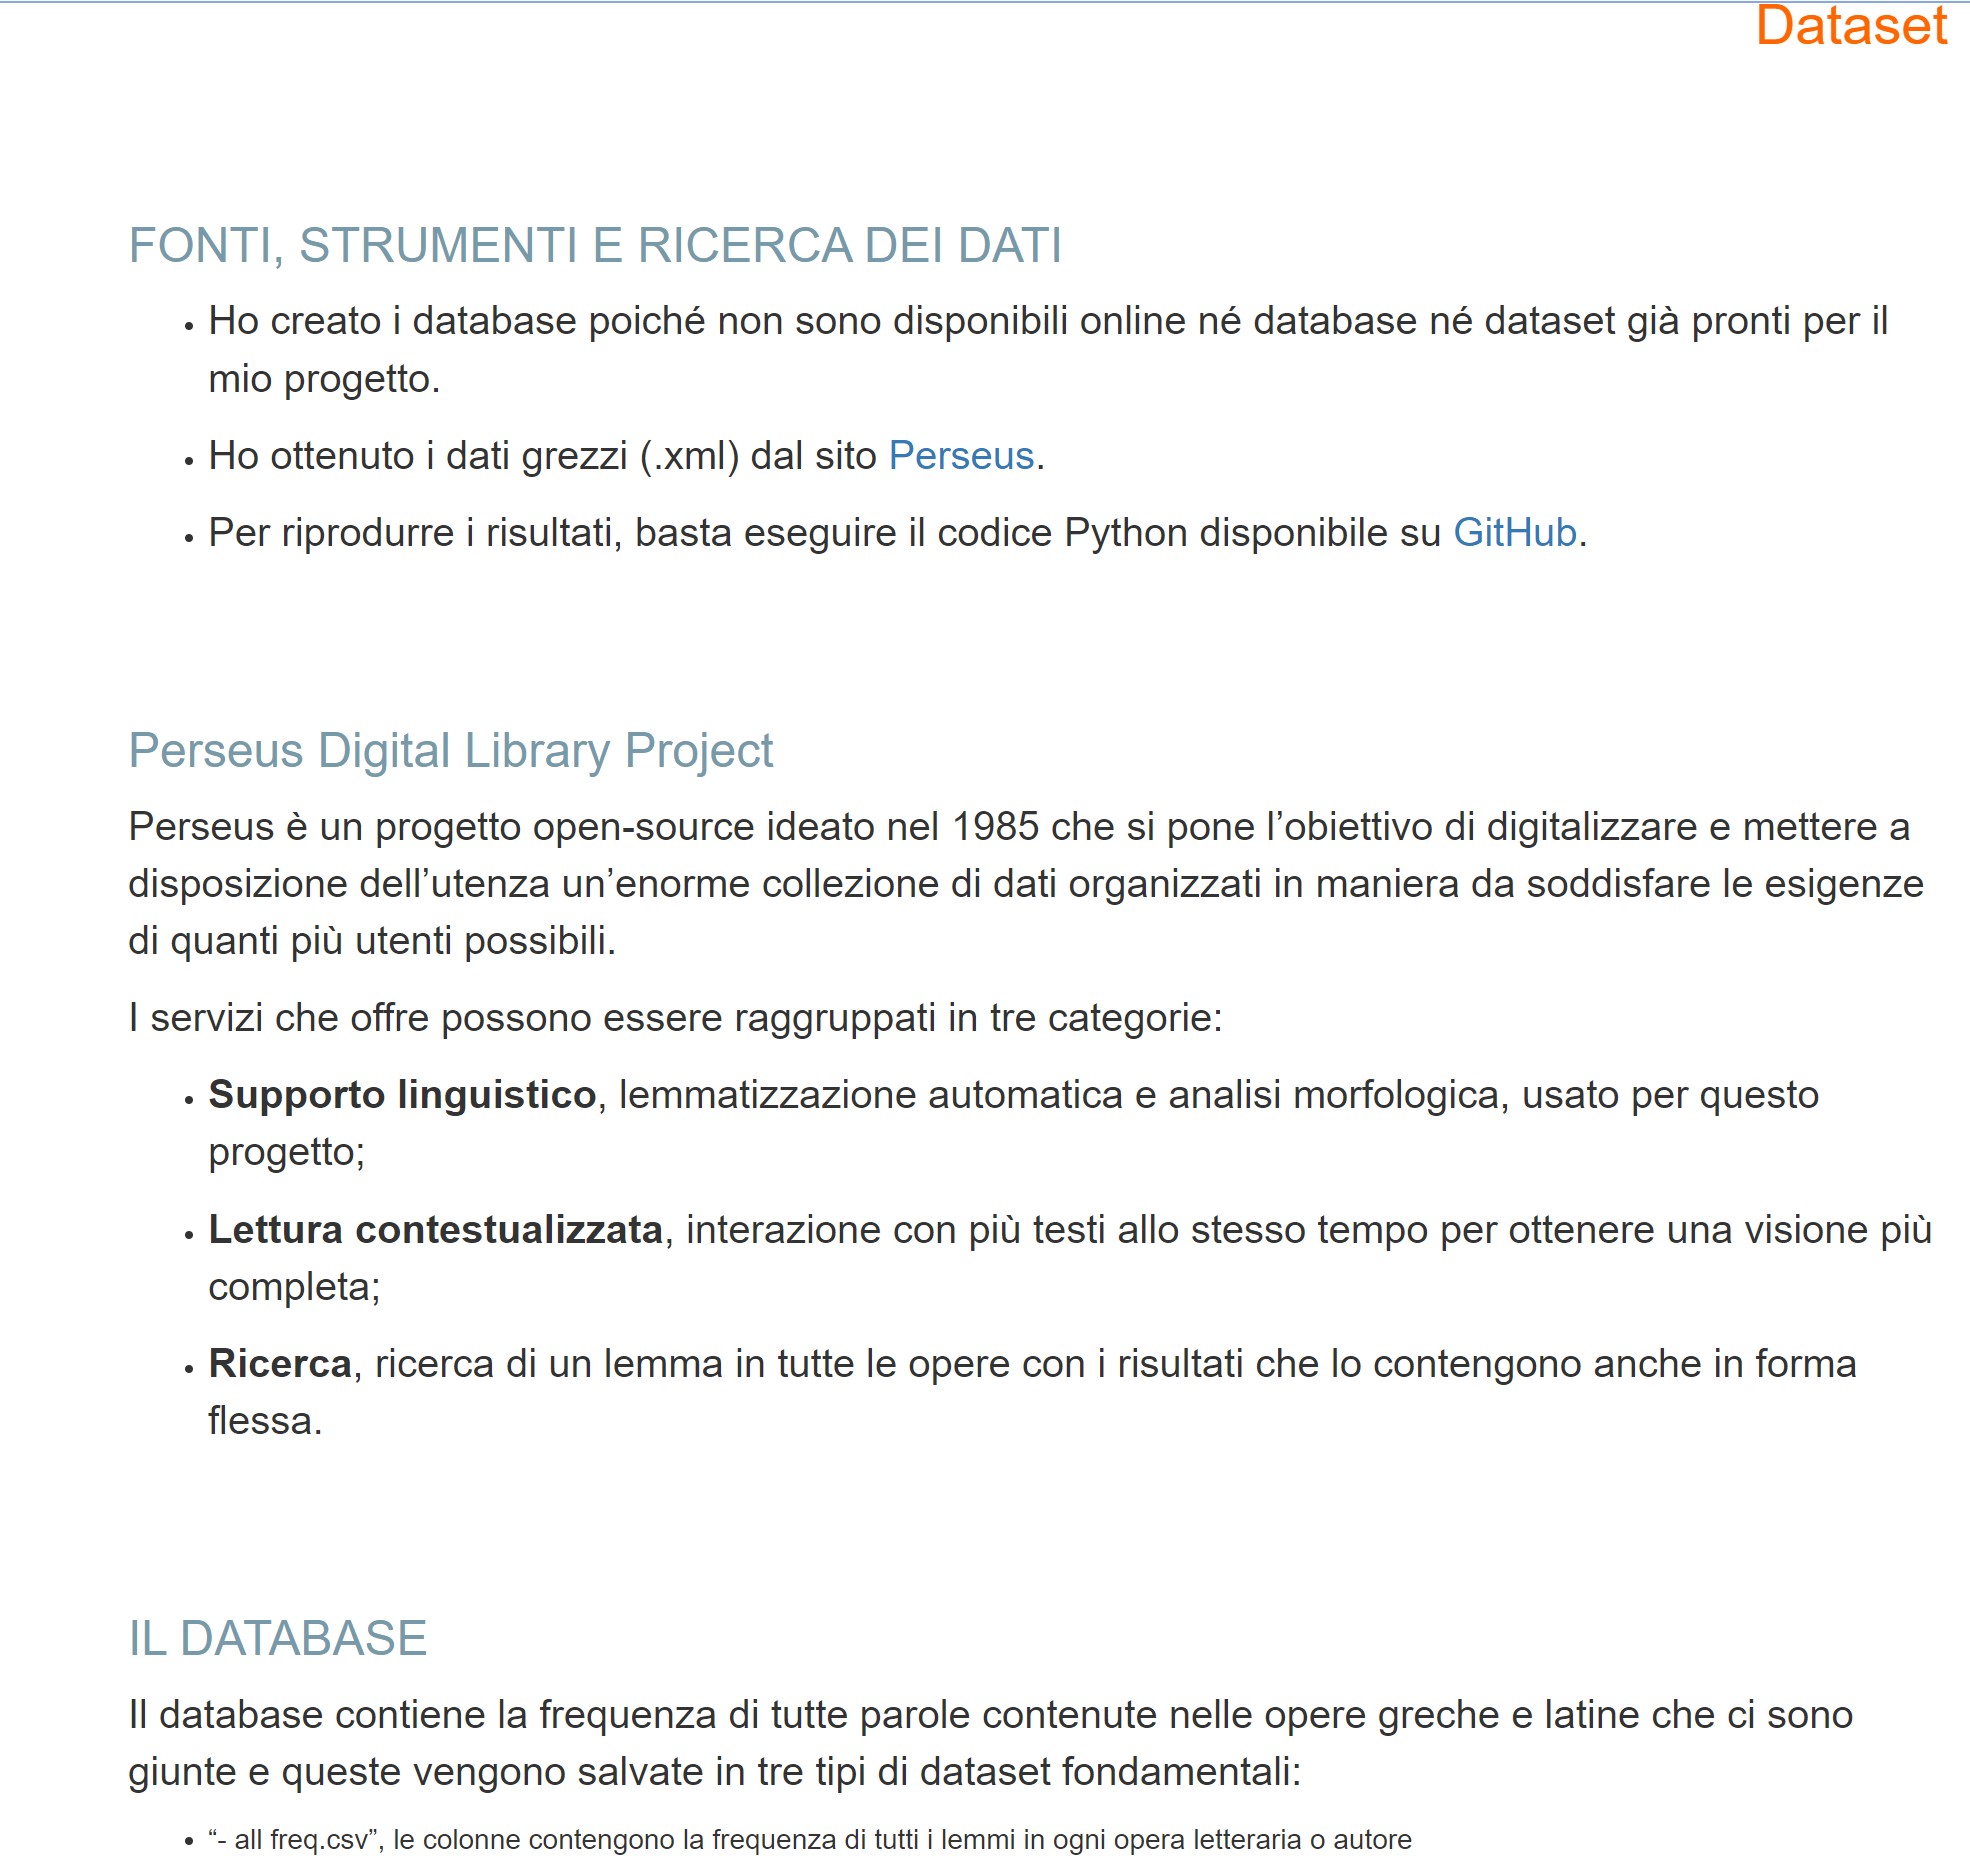 Dataset
FONTI, STRUMENTI E RICERCA DEI DATI
• Ho creato i database poiché non sono disponibili online né database né dataset già pronti per il
mio progetto.
• Ho ottenuto i dati grezzi (.xml) dal sito Perseus.
• Per riprodurre i risultati, basta eseguire il codice Python disponibile su GitHub.
Perseus Digital Library Project
Perseus è un progetto open-source ideato nel 1985 che si pone l’obiettivo di digitalizzare e mettere a
disposizione dell’utenza un’enorme collezione di dati organizzati in maniera da soddisfare le esigenze
di quanti più utenti possibili.
I servizi che offre possono essere raggruppati in tre categorie:
• Supporto linguistico, lemmatizzazione automatica e analisi morfologica, usato per questo
progetto;
• Lettura contestualizzata, interazione con più testi allo stesso tempo per ottenere una visione più
completa;
• Ricerca, ricerca di un lemma in tutte le opere con i risultati che lo contengono anche in forma
flessa.
IL DATABASE
Il database contiene la frequenza di tutte parole contenute nelle opere greche e latine che ci sono
giunte e queste vengono salvate in tre tipi di dataset fondamentali:
• “- all freq.csv”, le colonne contengono la frequenza di tutti i lemmi in ogni opera letteraria o autore